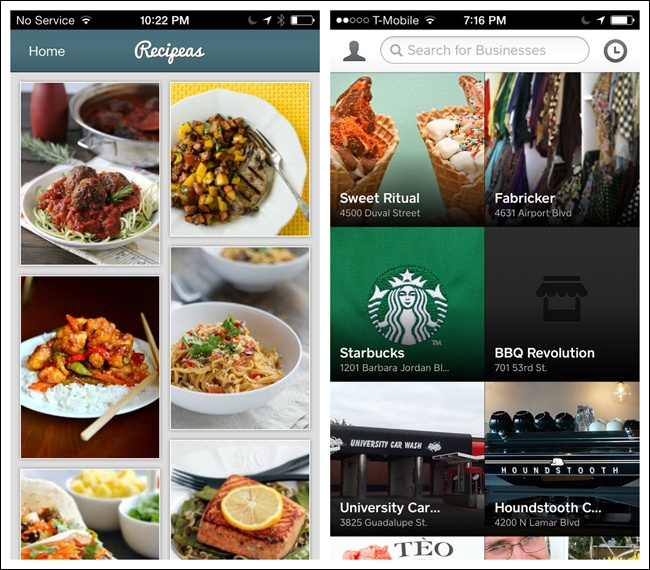 No Service 10:22 PM
Home Recipeas
T-Mobile 7:16 PM
Search for Businesses
Sweet Ritual
4500 Duval Street
Fabricker
4631 Airport Blvd
TM
Starbucks
1201 Barbara Jordan Bl...
BBQ Revolution
701 53rd St.
UNIVERSITY CAR WASH
University Car...
3825 Guadalupe St.
HOUNDSTOOTH
Houndstooth C...
4200 N Lamar Blvd
TÈO